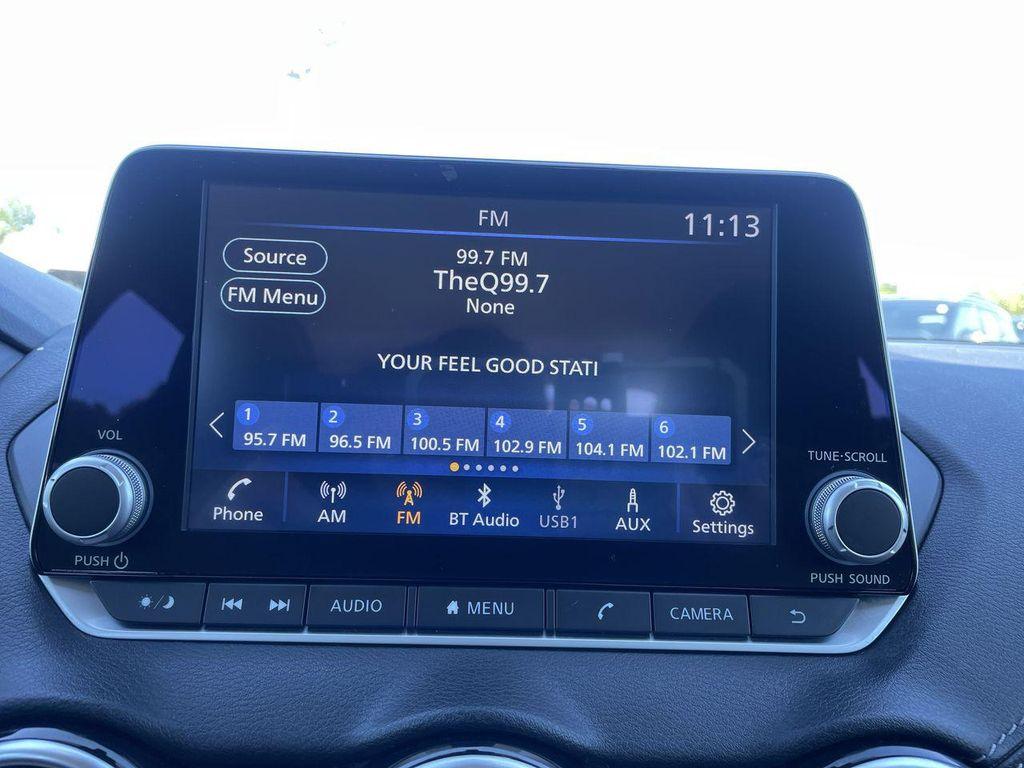 FM
11:13
Source
FM Menu
99.7 FM
TheQ99.7
None
YOUR FEEL GOOD STATI
1 2 3 4 5 6
95.7 FM 96.5 FM 100.5 FM 102.9 FM 104.1 FM 102.1 FM
Phone AM FM BT Audio USB1 AUX Settings
VOL
PUSH
TUNE·SCROLL
PUSH SOUND
AUDIO MENU CAMERA